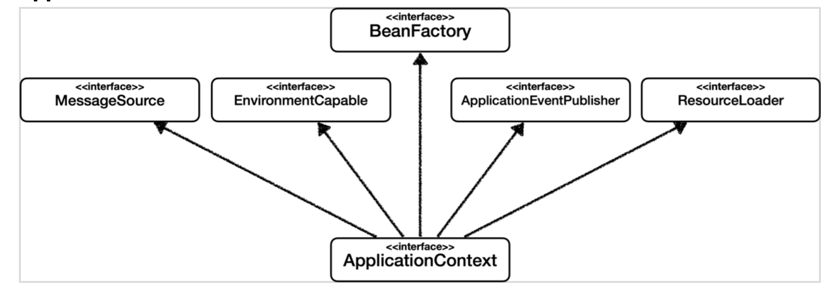 <<interface>>
BeanFactory
<<interface>>
MessageSource
<<interface>>
EnvironmentCapable
<<interface>>
ApplicationEventPublisher
<<interface>>
ResourceLoader
<<interface>>
ApplicationContext